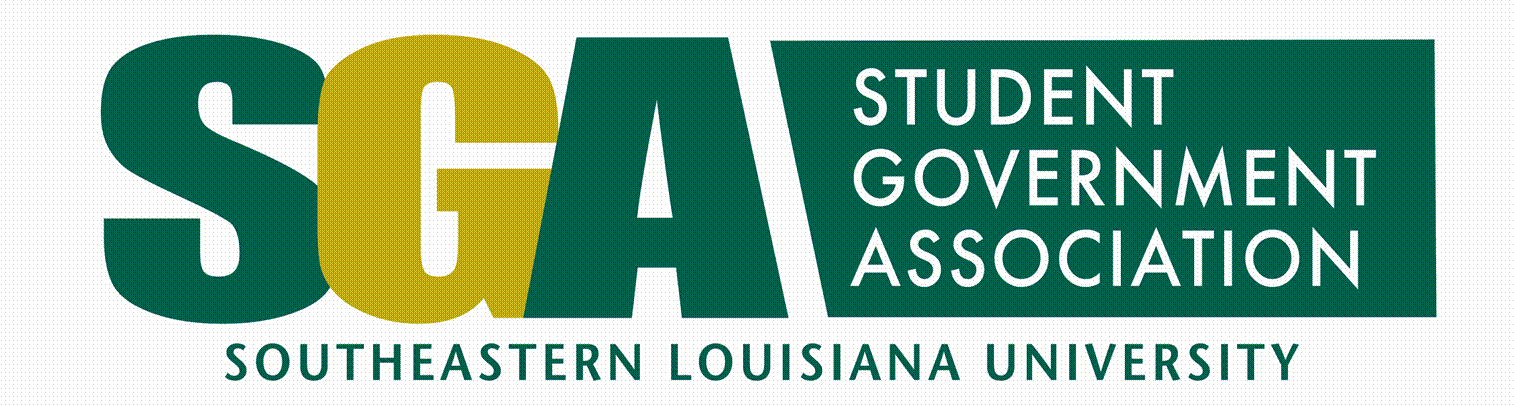 SGA
STUDENT
GOVERNMENT
ASSOCIATION
SOUTHEASTERN LOUISIANA UNIVERSITY